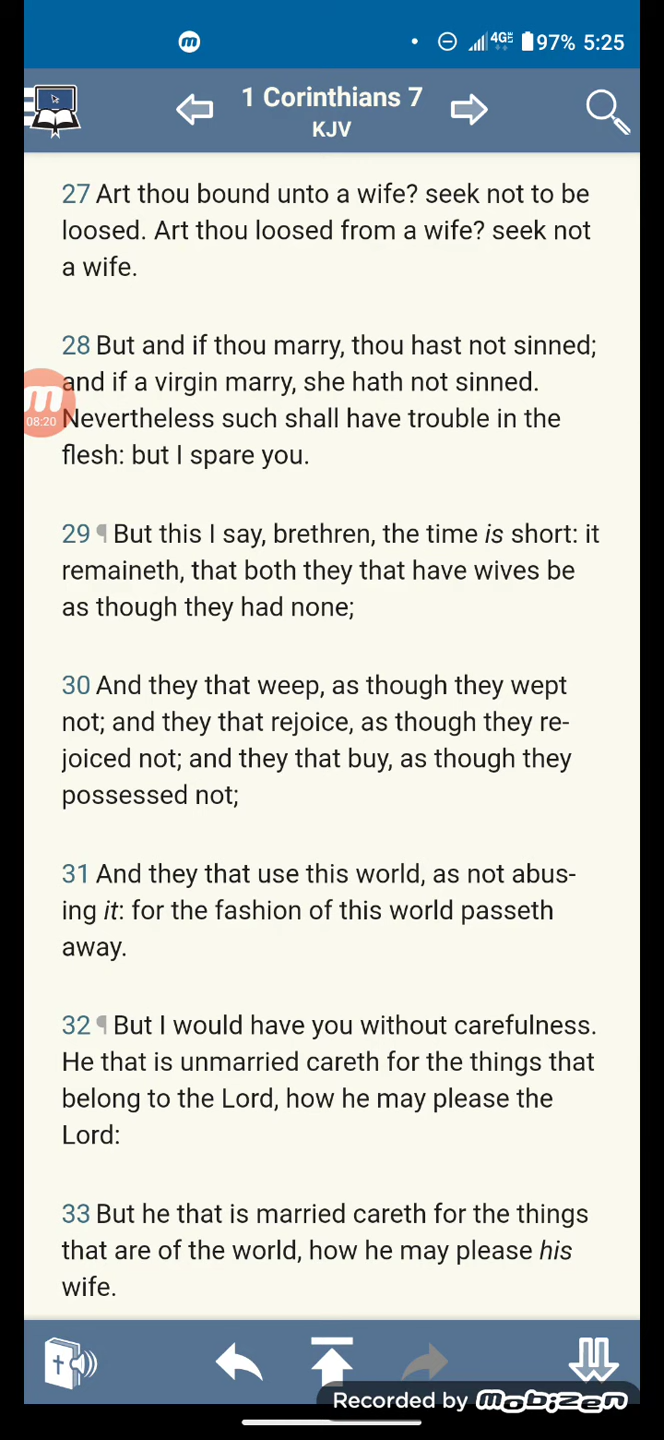 m 4G 97% 5:25
1 Corinthians 7
KJV
27 Art thou bound unto a wife? seek not to be
loosed. Art thou loosed from a wife? seek not
a wife.
28 But and if thou marry, thou hast not sinned;
and if a virgin marry, she hath not sinned.
m
08:20
Nevertheless such shall have trouble in the
flesh: but I spare you.
29 ¶ But this I say, brethren, the time is short: it
remaineth, that both they that have wives be
as though they had none;
30 And they that weep, as though they wept
not; and they that rejoice, as though they re-
joiced not; and they that buy, as though they
possessed not;
31 And they that use this world, as not abus-
ing it: for the fashion of this world passeth
away.
32 ¶ But I would have you without carefulness.
He that is unmarried careth for the things that
belong to the Lord, how he may please the
Lord:
33 But he that is married careth for the things
that are of the world, how he may please his
wife.
Recorded by mobizen